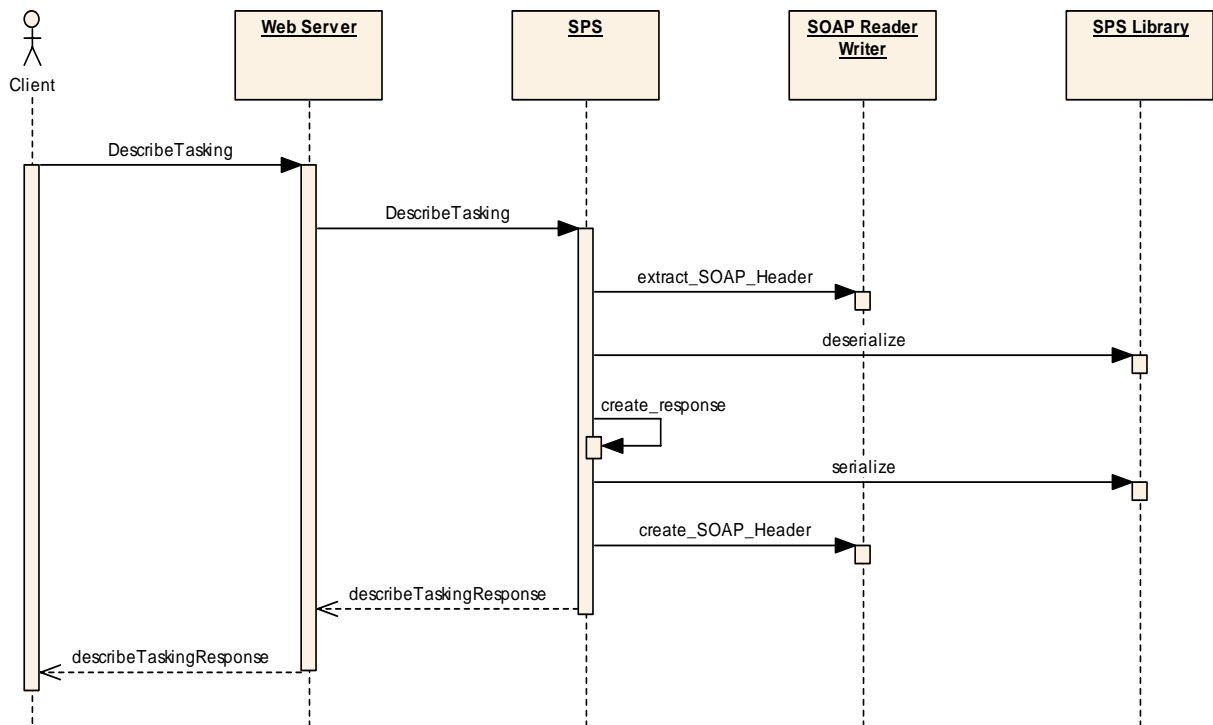 Web Server
SPS
SOAP Reader
Writer
SPS Library
Client
DescribeTasking
DescribeTasking
extract_SOAP_Header
deserialize
create_response
serialize
create_SOAP_Header
describeTaskingResponse
describeTaskingResponse